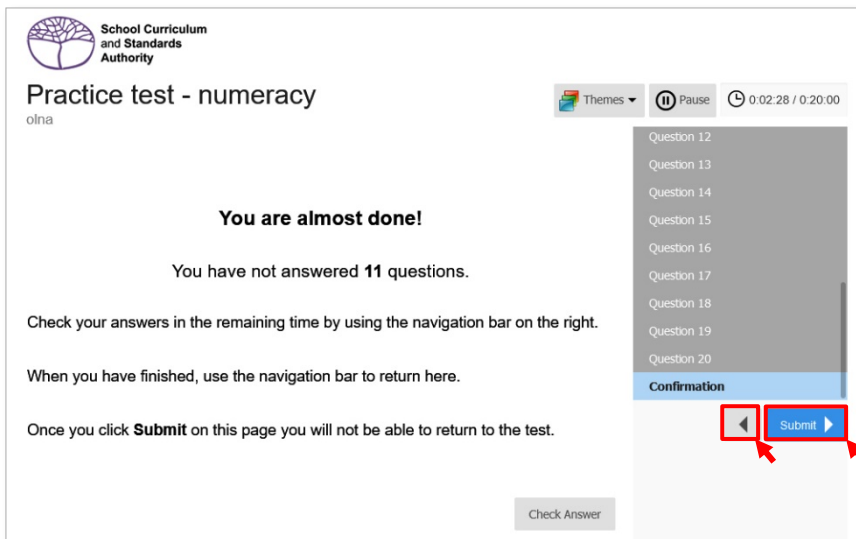 School Curriculum
and Standards
Authority
Practice test - numeracy
olna
Themes
Pause
0:02:28 / 0:20:00
Question 12
Question 13
Question 14
Question 15
Question 16
Question 17
Question 18
Question 19
Question 20
Confirmation
Submit
You are almost done!
You have not answered 11 questions.
Check your answers in the remaining time by using the navigation bar on the right.
When you have finished, use the navigation bar to return here.
Once you click Submit on this page you will not be able to return to the test.
Check Answer